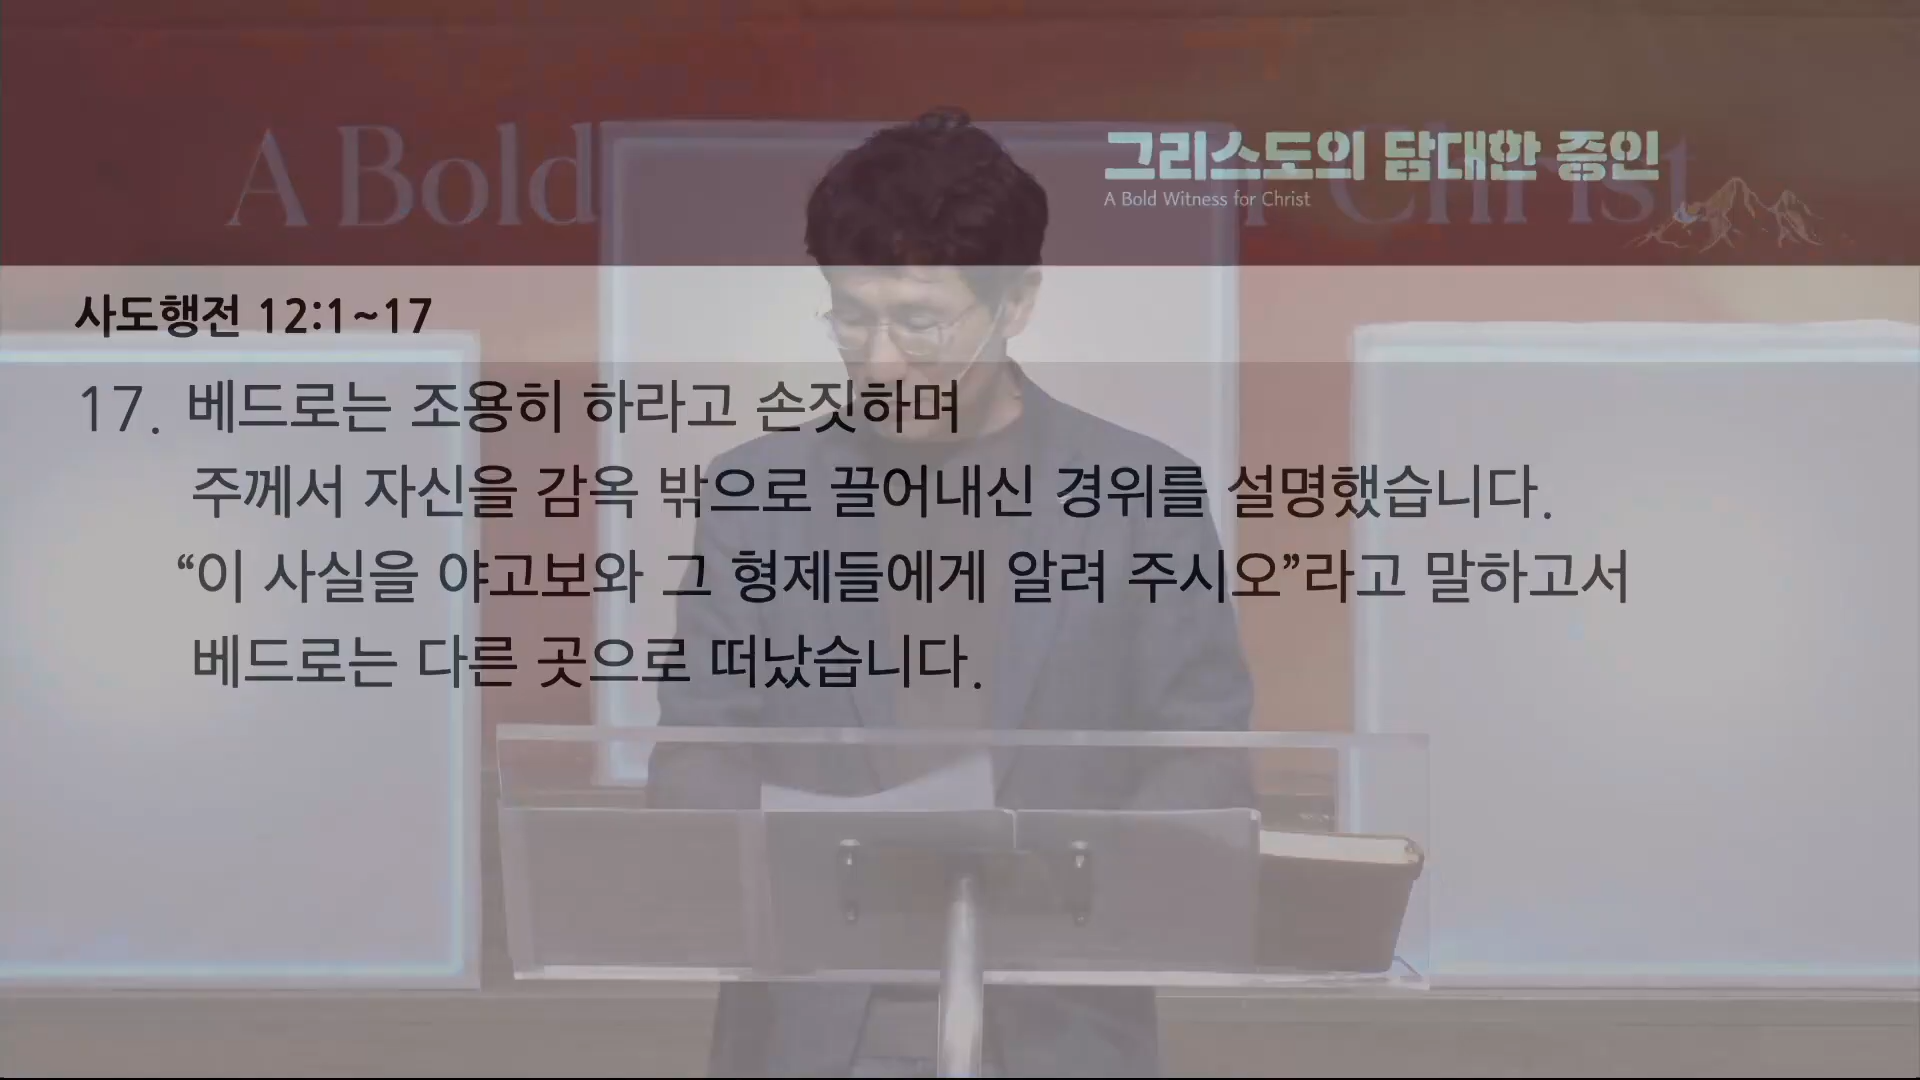 A Bold Christ
그리스도의 담대한 증인
A Bold Witness for Christ
사도행전 12:1~17
17. 베드로는 조용히 하라고 손짓하며
주께서 자신을 감옥 밖으로 끌어내신 경위를 설명했습니다.
“이 사실을 야고보와 그 형제들에게 알려 주시오”라고 말하고서
베드로는 다른 곳으로 떠났습니다.